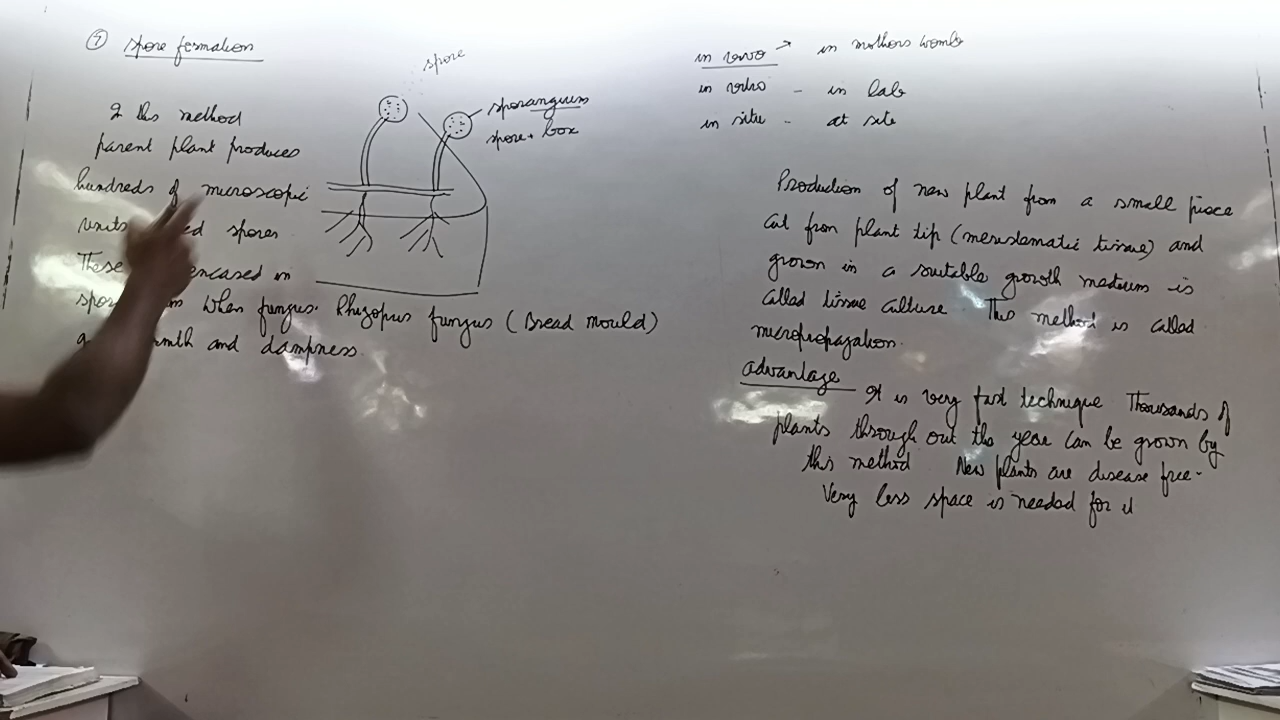 7 spore formation
spore
sporangium
spore + box
In this method
parent plant produces
hundreds of microscopic
units spores
These encased in
When fungus. Rhizopus fungus (Bread mould)
and dampness.
in vivo → in mothers womb
in vitro - in lab
in situ - at site
Production of new plant from a small piece
cut from plant tip (meristematic tissue) and
grown in a suitable growth medium is
called tissue culture This method is called
micropropagation.
advantage It is very fast technique Thousands of
plants through out the year can be grown by
this method New plants are disease free.
Very less space is needed for it